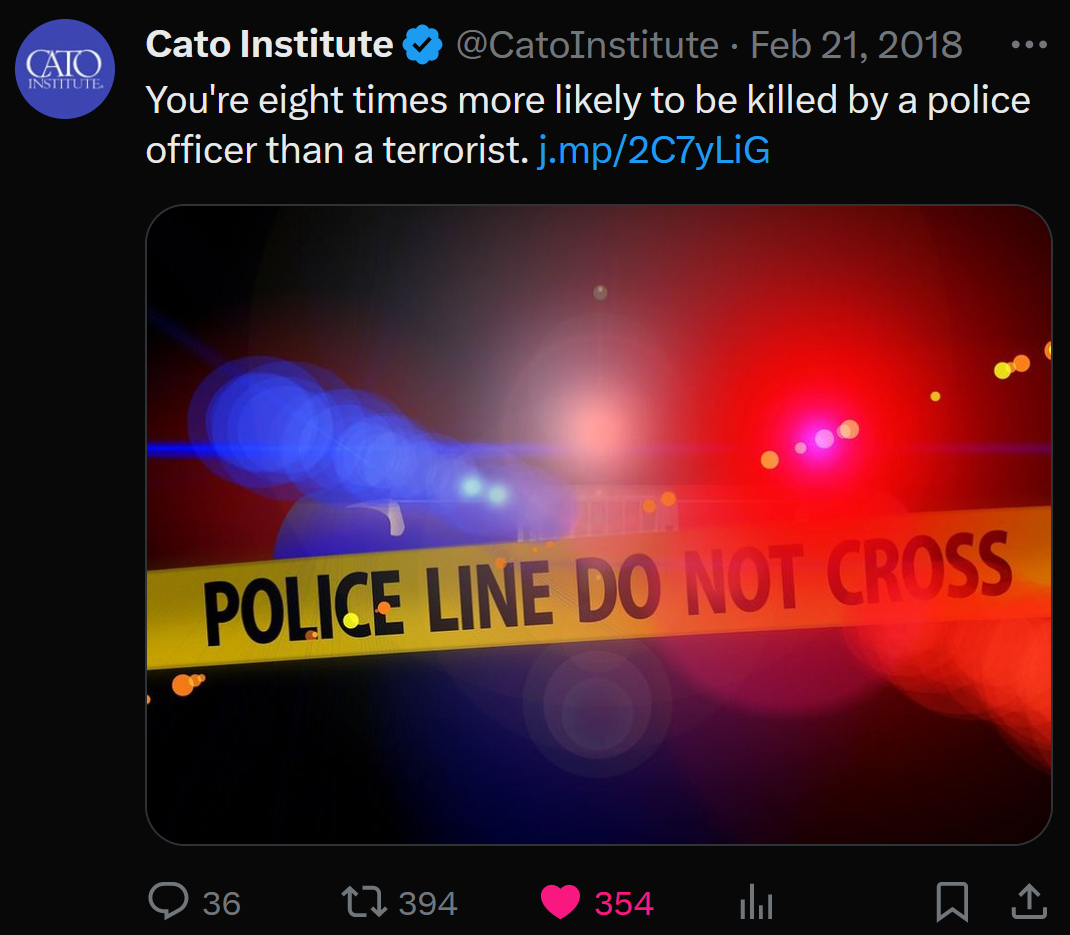 CATO
INSTITUTE
Cato Institute @CatoInstitute · Feb 21, 2018
You're eight times more likely to be killed by a police
officer than a terrorist. j.mp/2C7yLiG
POLICE LINE DO NOT CROSS
36 394 354